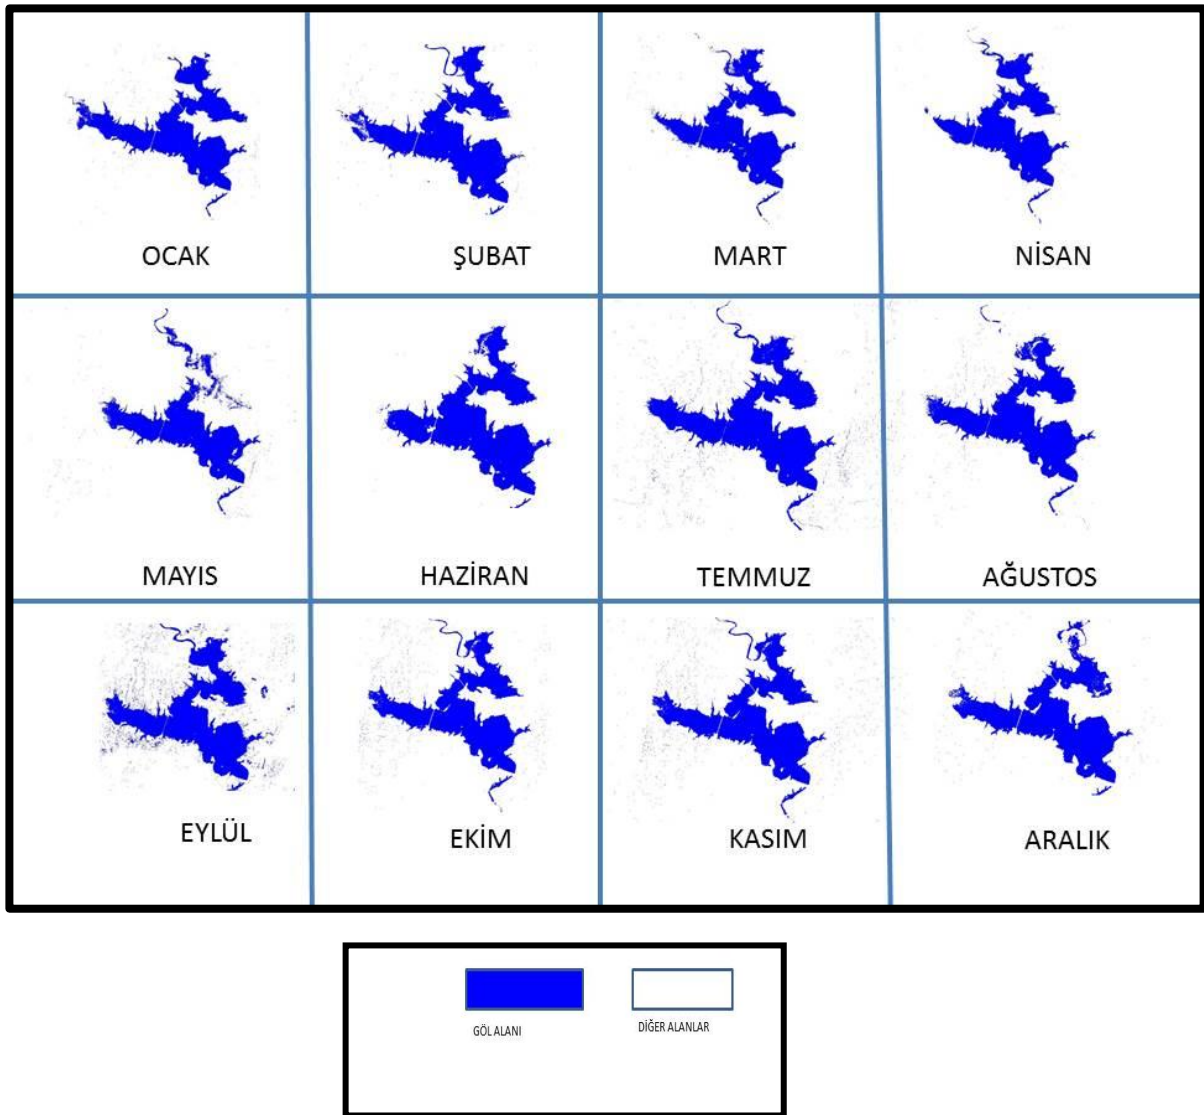 OCAK
ŞUBAT
MART
NİSAN
MAYIS
HAZİRAN
TEMMUZ
AĞUSTOS
EYLÜL
EKİM
KASIM
ARALIK
GÖL ALANI
DİĞER ALANLAR